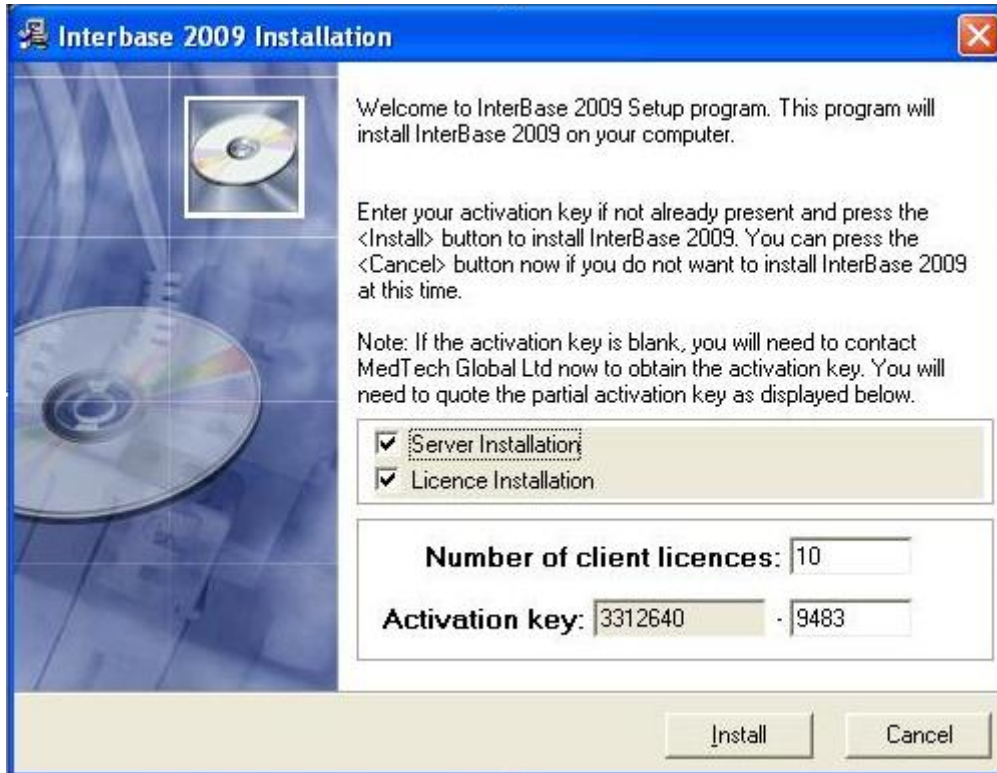 Interbase 2009 Installation
Welcome to InterBase 2009 Setup program. This program will
install InterBase 2009 on your computer.
Enter your activation key if not already present and press the
<Install> button to install InterBase 2009. You can press the
<Cancel> button now if you do not want to install InterBase 2009
at this time.
Note: If the activation key is blank, you will need to contact
MedTech Global Ltd now to obtain the activation key. You will
need to quote the partial activation key as displayed below.
Server Installation
Licence Installation
Number of client licences: 10
Activation key: 3312640 - 9483
Install Cancel